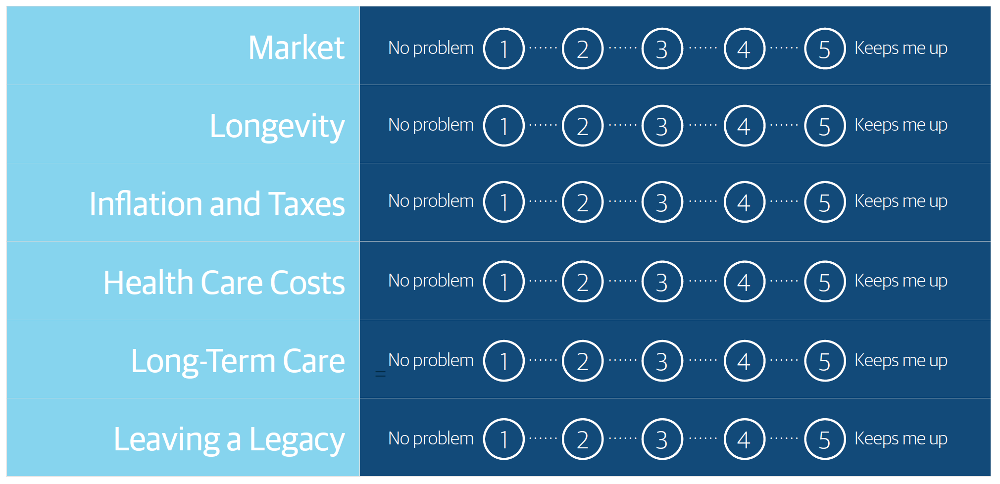 Market No problem 1 ...... 2 ...... 3 ...... 4 ...... 5 Keeps me up
Longevity No problem 1 ...... 2 ...... 3 ...... 4 ...... 5 Keeps me up
Inflation and Taxes No problem 1 ...... 2 ...... 3 ...... 4 ...... 5 Keeps me up
Health Care Costs No problem 1 ...... 2 ...... 3 ...... 4 ...... 5 Keeps me up
Long-Term Care = No problem 1 ...... 2 ...... 3 ...... 4 ...... 5 Keeps me up
Leaving a Legacy No problem 1 ...... 2 ...... 3 ...... 4 ...... 5 Keeps me up